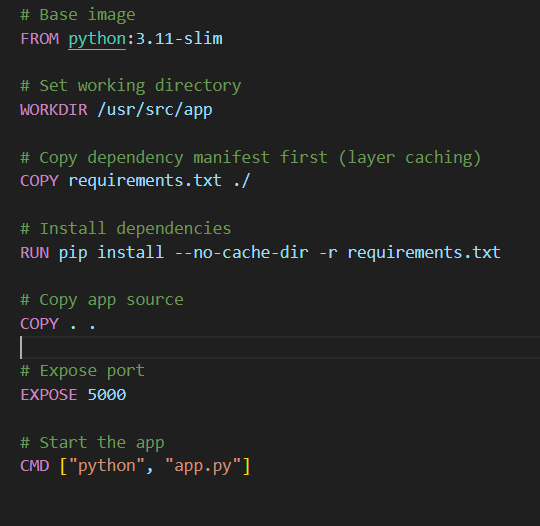 # Base image
FROM python:3.11-slim
# Set working directory
WORKDIR /usr/src/app
# Copy dependency manifest first (layer caching)
COPY requirements.txt ./
# Install dependencies
RUN pip install --no-cache-dir -r requirements.txt
# Copy app source
COPY . .
# Expose port
EXPOSE 5000
# Start the app
CMD ["python", "app.py"]